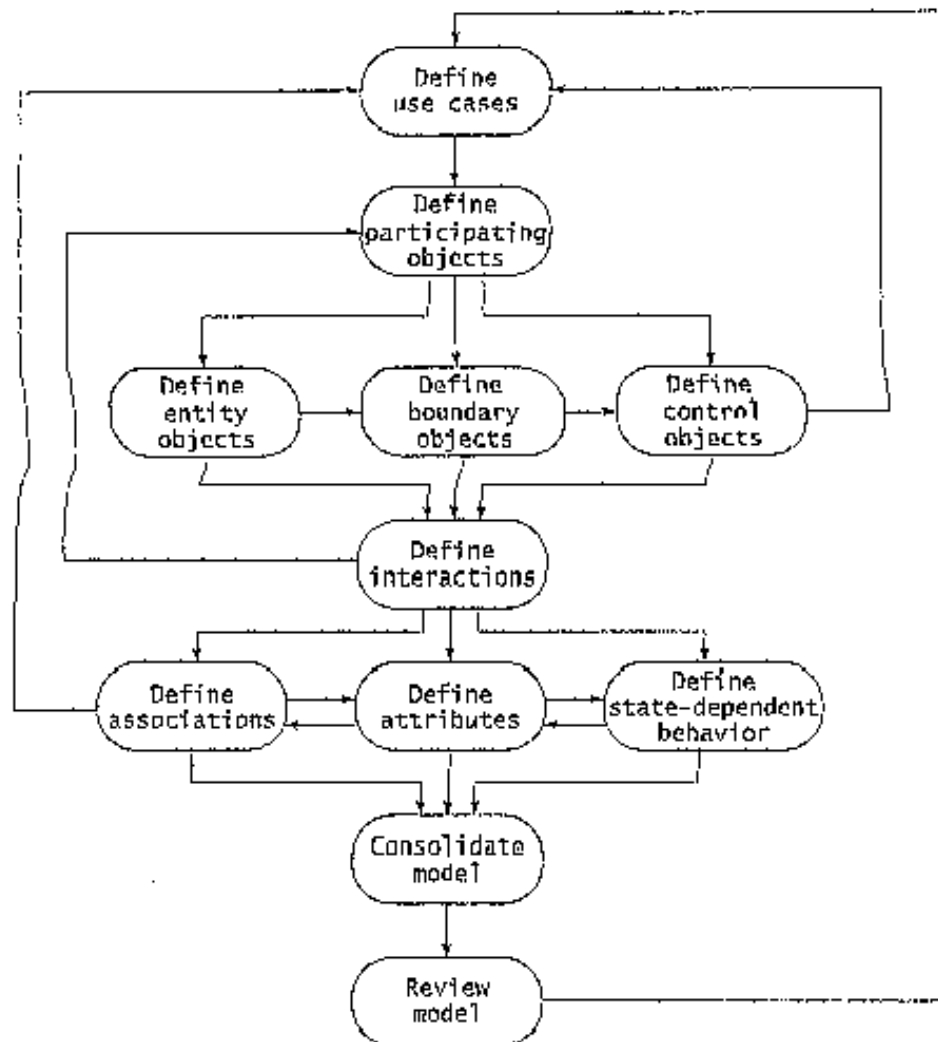 Define
use cases
Define
participating
objects
Define
entity
objects
Define
boundary
objects
Define
control
objects
Define
interactions
Define
associations
Define
attributes
Define
state-dependent
behavior
Consolidate
model
Review
model